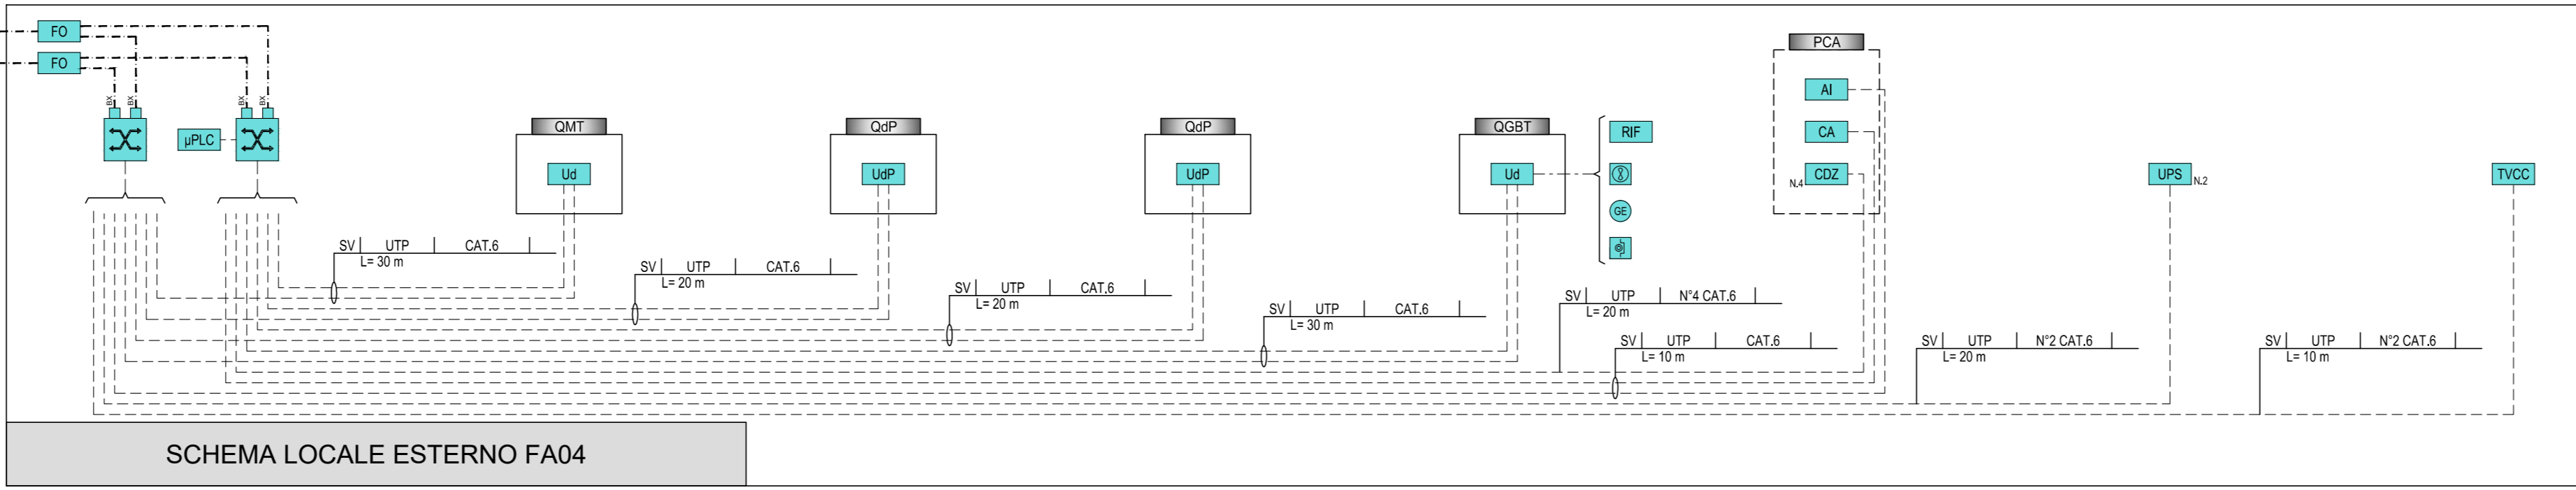 FO
FO
BX
BX
BX
BX
µPLC
QMT
Ud
QdP
UdP
QdP
UdP
QGBT
Ud
RIF
GE
PCA
AI
CA
N.4 CDZ
UPS N.2
TVCC
SV UTP CAT.6
L= 30 m
SV UTP CAT.6
L= 20 m
SV UTP CAT.6
L= 20 m
SV UTP CAT.6
L= 30 m
SV UTP N°4 CAT.6
L= 20 m
SV UTP CAT.6
L= 10 m
SV UTP N°2 CAT.6
L= 20 m
SV UTP N°2 CAT.6
L= 10 m
SCHEMA LOCALE ESTERNO FA04